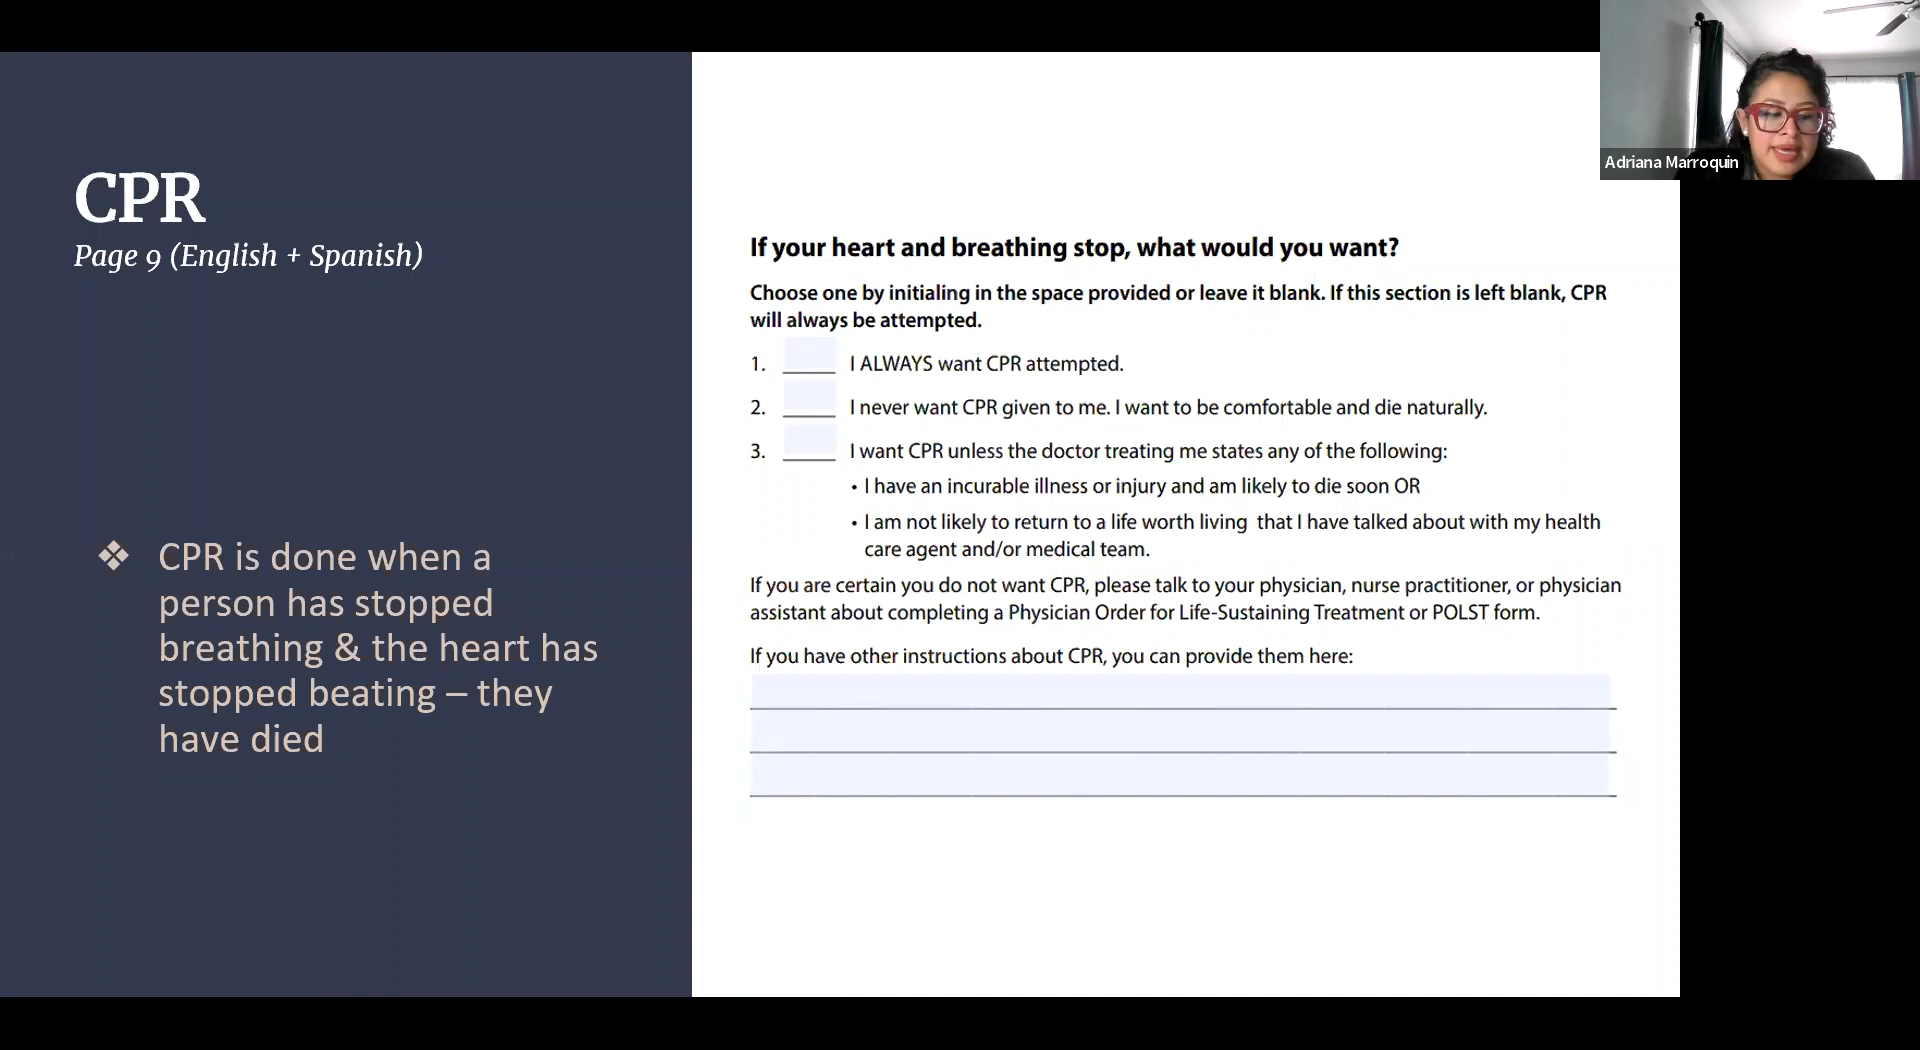 CPR
Page 9 (English + Spanish)
❖ CPR is done when a
person has stopped
breathing & the heart has
stopped beating – they
have died
If your heart and breathing stop, what would you want?
Choose one by initialing in the space provided or leave it blank. If this section is left blank, CPR
will always be attempted.
1. ____ I ALWAYS want CPR attempted.
2. ____ I never want CPR given to me. I want to be comfortable and die naturally.
3. ____ I want CPR unless the doctor treating me states any of the following:
• I have an incurable illness or injury and am likely to die soon OR
• I am not likely to return to a life worth living that I have talked about with my health
care agent and/or medical team.
If you are certain you do not want CPR, please talk to your physician, nurse practitioner, or physician
assistant about completing a Physician Order for Life-Sustaining Treatment or POLST form.
If you have other instructions about CPR, you can provide them here:
Adriana Marroquin